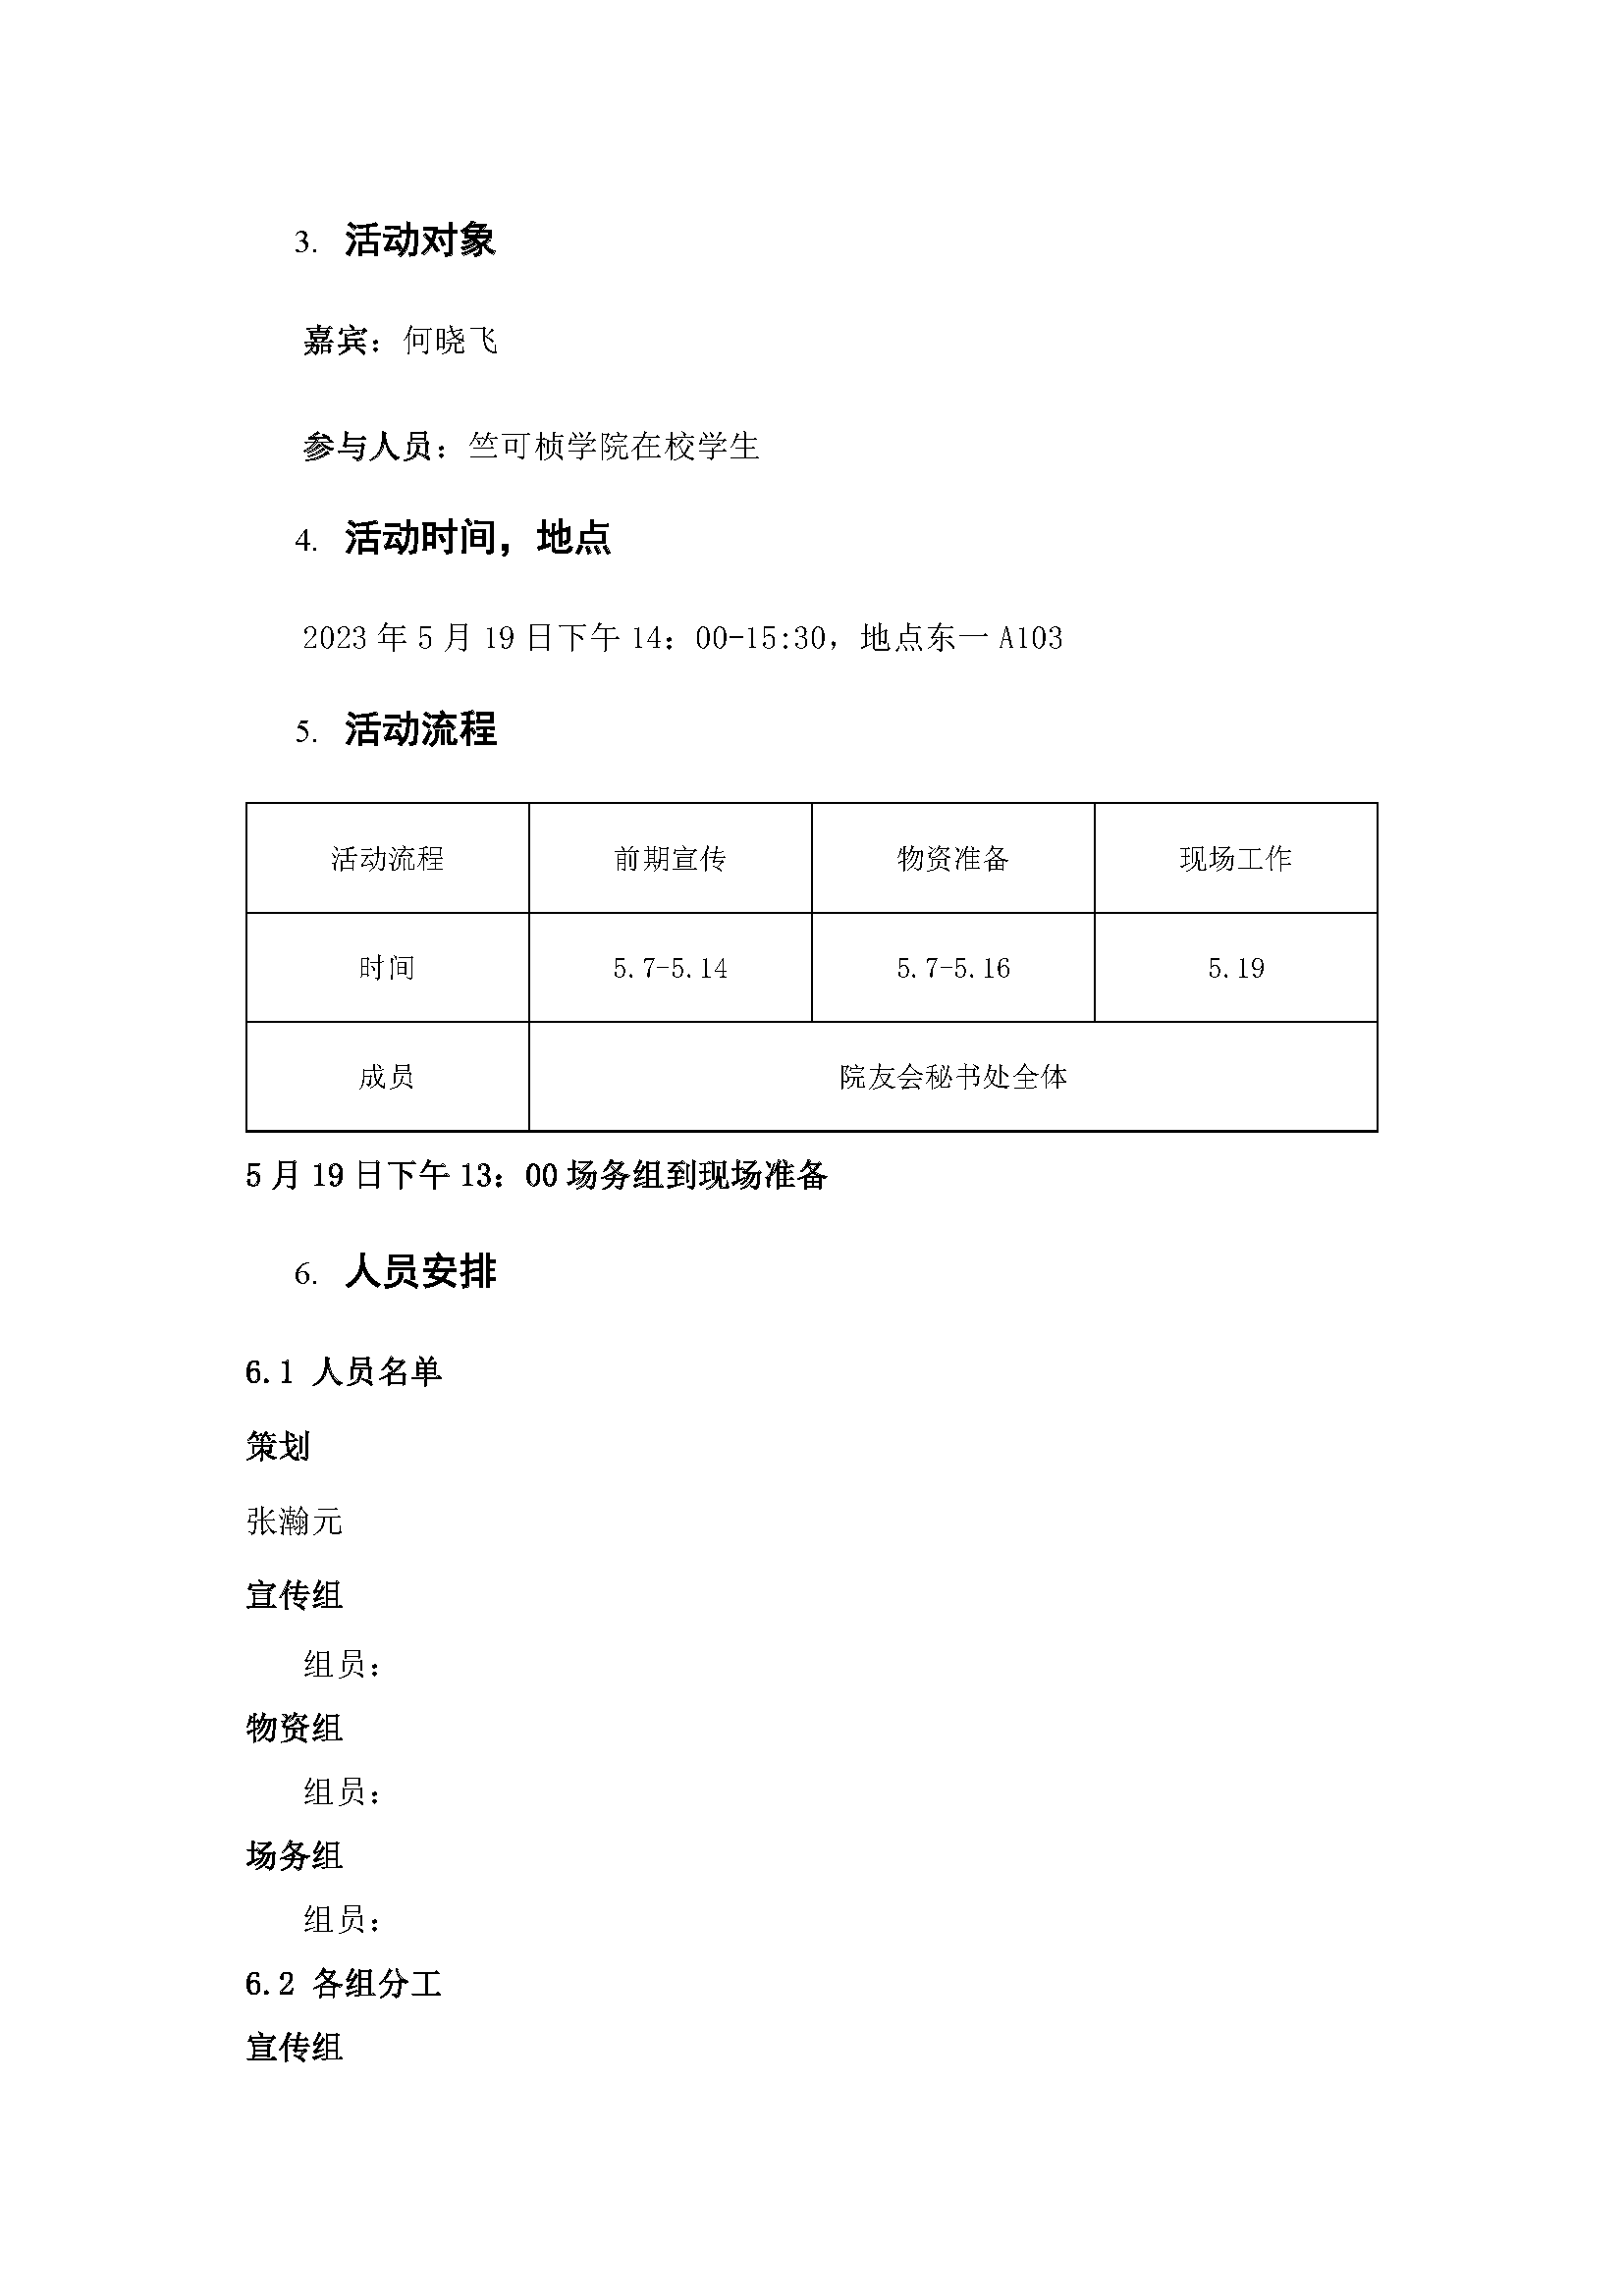 3. 活动对象
嘉宾：何晓飞
参与人员：竺可桢学院在校学生
4. 活动时间，地点
2023 年 5 月 19 日下午 14：00-15:30，地点东一 A103
5. 活动流程
活动流程 前期宣传 物资准备 现场工作
时间 5.7-5.14 5.7-5.16 5.19
成员 院友会秘书处全体
5 月 19 日下午 13：00 场务组到现场准备
6. 人员安排
6.1 人员名单
策划
张瀚元
宣传组
组员：
物资组
组员：
场务组
组员：
6.2 各组分工
宣传组